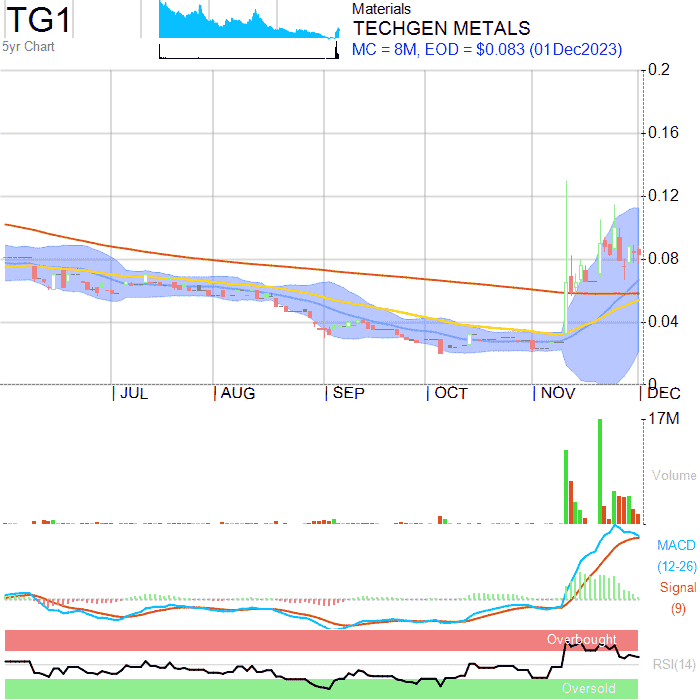 TG1
5yr Chart
Materials
TECHGEN METALS
MC = 8M, EOD = $0.083 (01Dec2023)
0.2
0.16
0.12
0.08
0.04
0
JUL
AUG
SEP
OCT
NOV
DEC
17M
Volume
MACD
(12-26)
Signal
(9)
Overbought
RSI(14)
Oversold